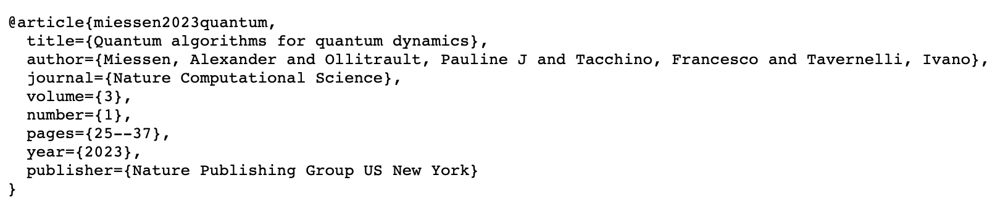 @article{miessen2023quantum,
  title={Quantum algorithms for quantum dynamics},
  author={Miessen, Alexander and Ollitrault, Pauline J and Tacchino, Francesco and Tavernelli, Ivano},
  journal={Nature Computational Science},
  volume={3},
  number={1},
  pages={25--37},
  year={2023},
  publisher={Nature Publishing Group US New York}
}